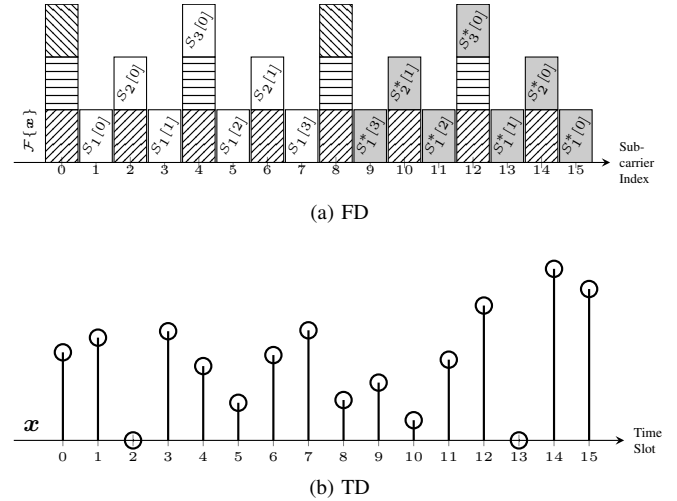 S₃[0] S₃*[0]
S₂[0] S₂[1] S₂*[1] S₂*[0]
𝓕{𝒙} S₁[0] S₁[1] S₁[2] S₁[3] S₁*[3] S₁*[2] S₁*[1] S₁*[0]
0 1 2 3 4 5 6 7 8 9 10 11 12 13 14 15
Sub-
carrier
Index
(a) FD
𝒙
0 1 2 3 4 5 6 7 8 9 10 11 12 13 14 15
Time
Slot
(b) TD